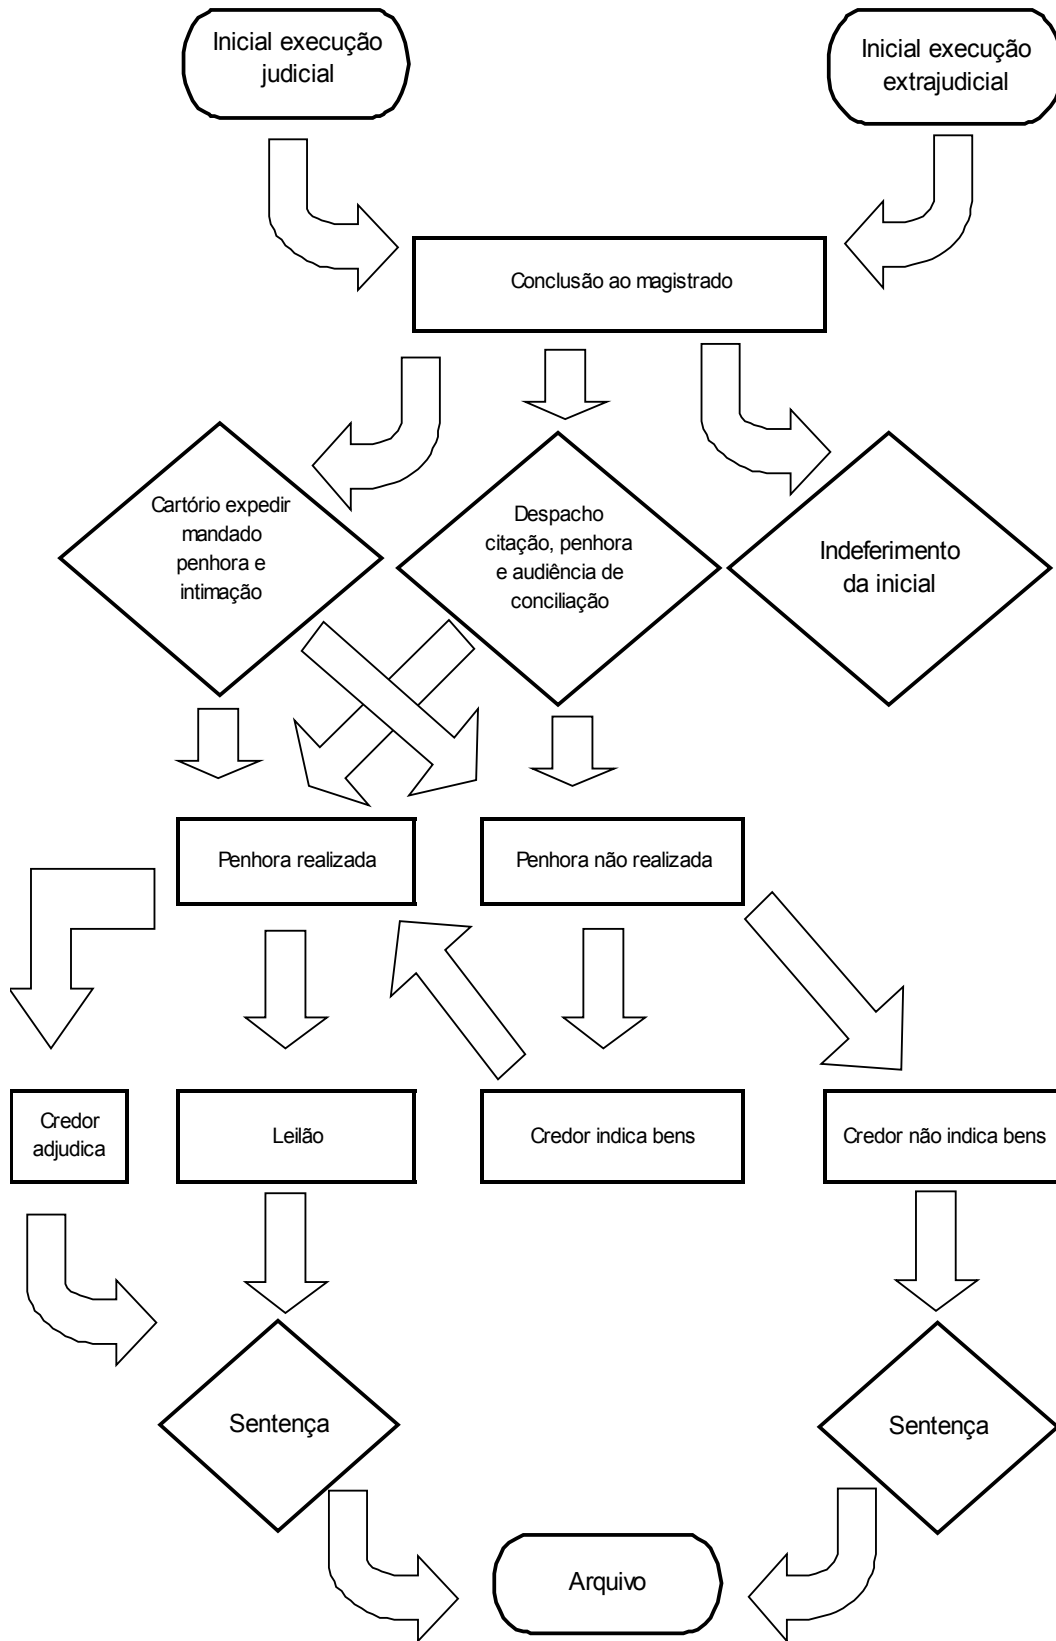 Inicial execução
judicial
Inicial execução
extrajudicial
Conclusão ao magistrado
Cartório expedir
mandado
penhora e
intimação
Despacho
citação, penhora
e audiência de
conciliação
Indeferimento
da inicial
Penhora realizada
Penhora não realizada
Credor
adjudica
Leilão
Credor indica bens
Credor não indica bens
Sentença
Sentença
Arquivo